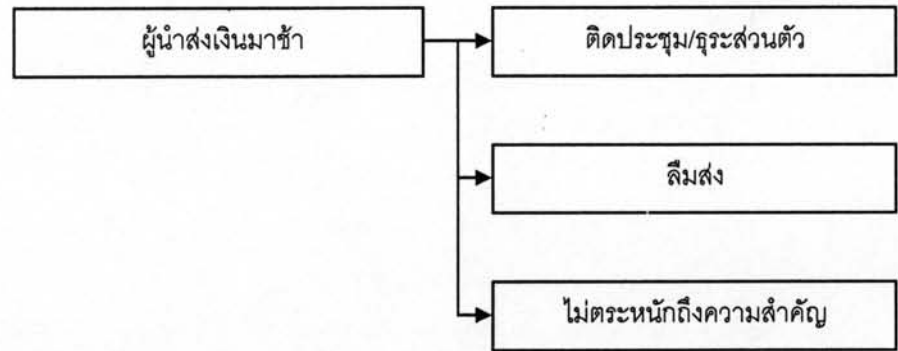 ผู้นำส่งเงินมาช้า
ติดประชุม/ธุระส่วนตัว
ลืมส่ง
ไม่ตระหนักถึงความสำคัญ